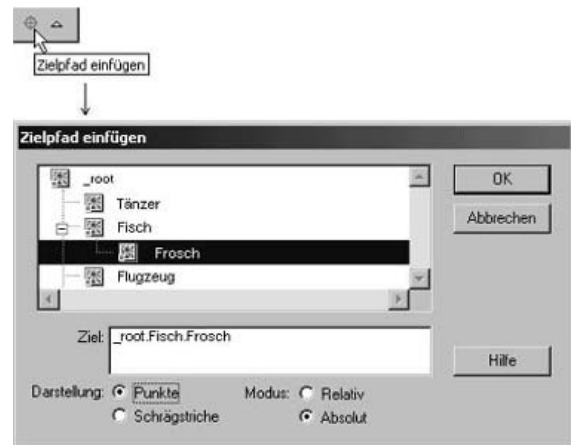 Zielpfad einfügen
Zielpfad einfügen
_root
Tänzer
Fisch
Frosch
Flugzeug
OK
Abbrechen
Ziel: _root.Fisch.Frosch
Hilfe
Darstellung: Punkte Modus: Relativ
Schrägstriche Absolut